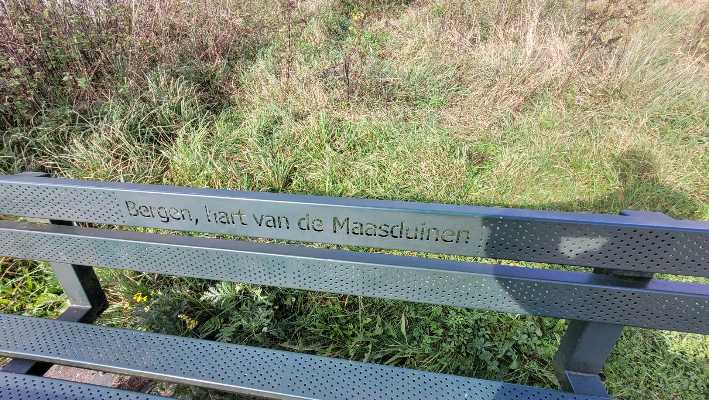 Bergen, hart van de Maasduinen